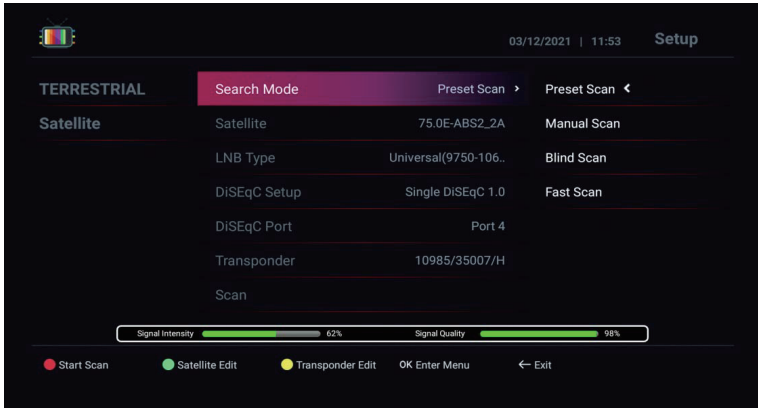 03/12/2021 | 11:53 Setup
TERRESTRIAL
Satellite
Search Mode Preset Scan >
Satellite 75.0E-ABS2_2A
LNB Type Universal(9750-106..
DiSEqC Setup Single DiSEqC 1.0
DiSEqC Port Port 4
Transponder 10985/35007/H
Scan
Preset Scan <
Manual Scan
Blind Scan
Fast Scan
Signal Intensity 62% Signal Quality 98%
Start Scan Satellite Edit Transponder Edit OK Enter Menu ← Exit